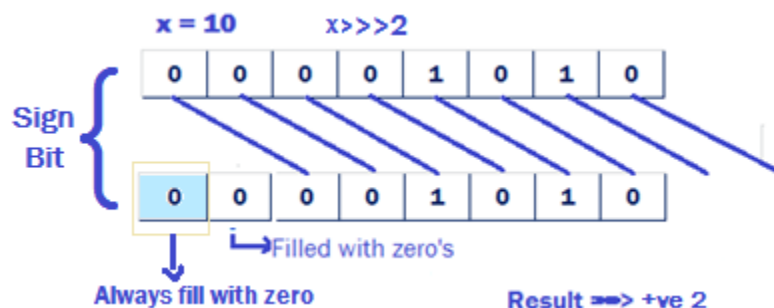 x = 10 x>>>2
0 0 0 0 1 0 1 0
Sign
Bit
0 0 0 0 1 0 1 0
Filled with zero's
Always fill with zero
Result ==> +ve 2